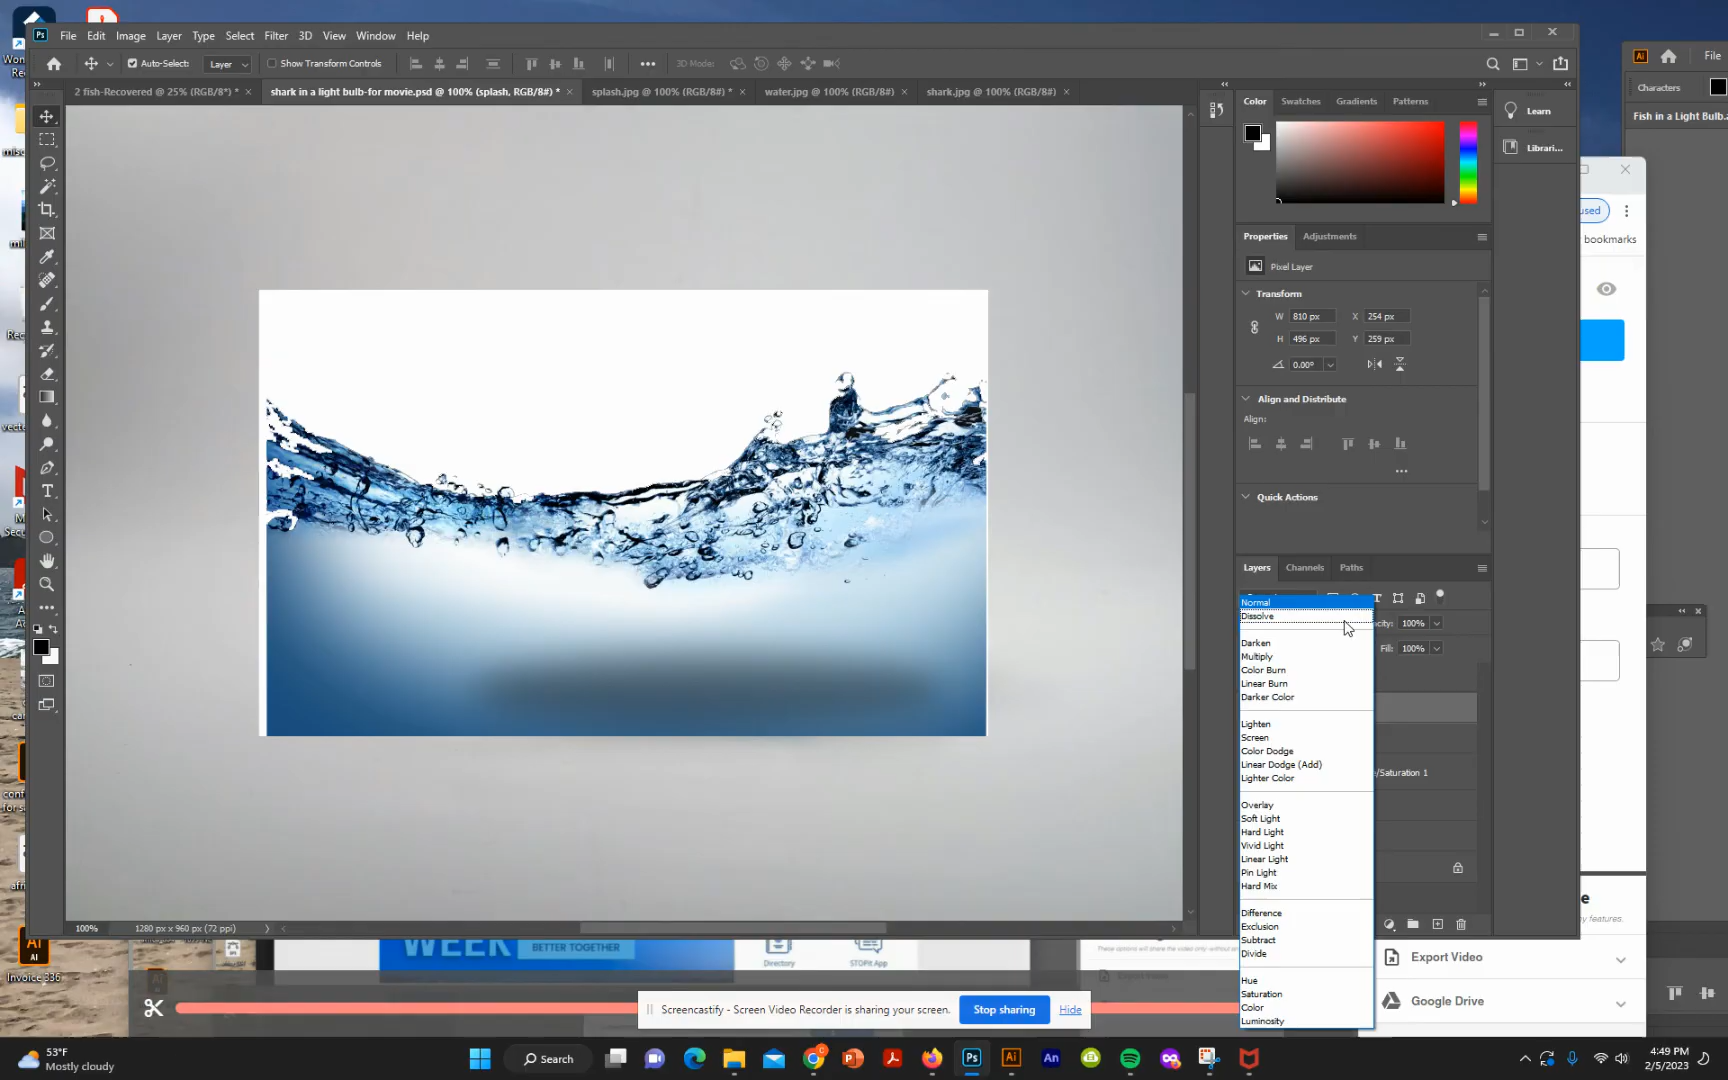 File Edit Image Layer Type Select Filter 3D View Window Help
Auto-Select: Layer Show Transform Controls 3D Mode:
2 fish-Recovered @ 25% (RGB/8*) * × shark in a light bulb-for movie.psd @ 100% (splash, RGB/8#) * × splash.jpg @ 100% (RGB/8#) * × water.jpg @ 100% (RGB/8#) × shark.jpg @ 100% (RGB/8#) ×
Color Swatches Gradients Patterns
Learn
Librari...
Properties Adjustments
Pixel Layer
Transform
W 810 px X 254 px
H 496 px Y 259 px
0.00°
Align and Distribute
Align:
Quick Actions
Layers Channels Paths
Normal
Dissolve
Darken
Multiply
Color Burn
Linear Burn
Darker Color
Lighten
Screen
Color Dodge
Linear Dodge (Add)
Lighter Color
Overlay
Soft Light
Hard Light
Vivid Light
Linear Light
Pin Light
Hard Mix
Difference
Exclusion
Subtract
Divide
Hue
Saturation
Color
Luminosity
100%
Fill: 100%
e/Saturation 1
100% 1280 px x 960 px (72 ppi)
File
Characters
Fish in a Light Bulb.a
used
bookmarks
Export Video
Google Drive
WEEK BETTER TOGETHER
Directory
STOFit App
Export Video
Invoice 336
Screencastify - Screen Video Recorder is sharing your screen. Stop sharing Hide
53°F
Mostly cloudy
Search
4:49 PM
2/5/2023